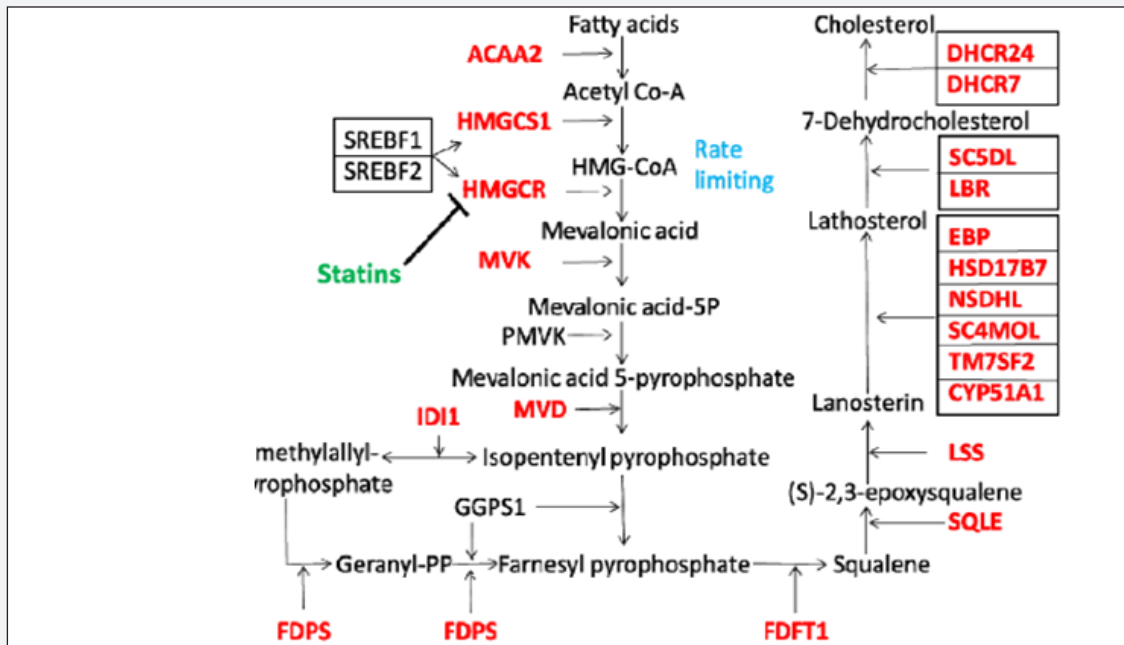 Fatty acids
ACAA2
Acetyl Co-A
HMGCS1
SREBF1
SREBF2
HMG-CoA
Rate
limiting
HMGCR
Mevalonic acid
Statins
MVK
Mevalonic acid-5P
PMVK
Mevalonic acid 5-pyrophosphate
MVD
IDI1
methylallyl-
rophosphate
Isopentenyl pyrophosphate
GGPS1
Geranyl-PP
Farnesyl pyrophosphate
Squalene
FDPS
FDPS
FDFT1
Cholesterol
DHCR24
DHCR7
7-Dehydrocholesterol
SC5DL
LBR
Lathosterol
EBP
HSD17B7
NSDHL
SC4MOL
TM7SF2
CYP51A1
Lanosterin
LSS
(S)-2,3-epoxysqualene
SQLE